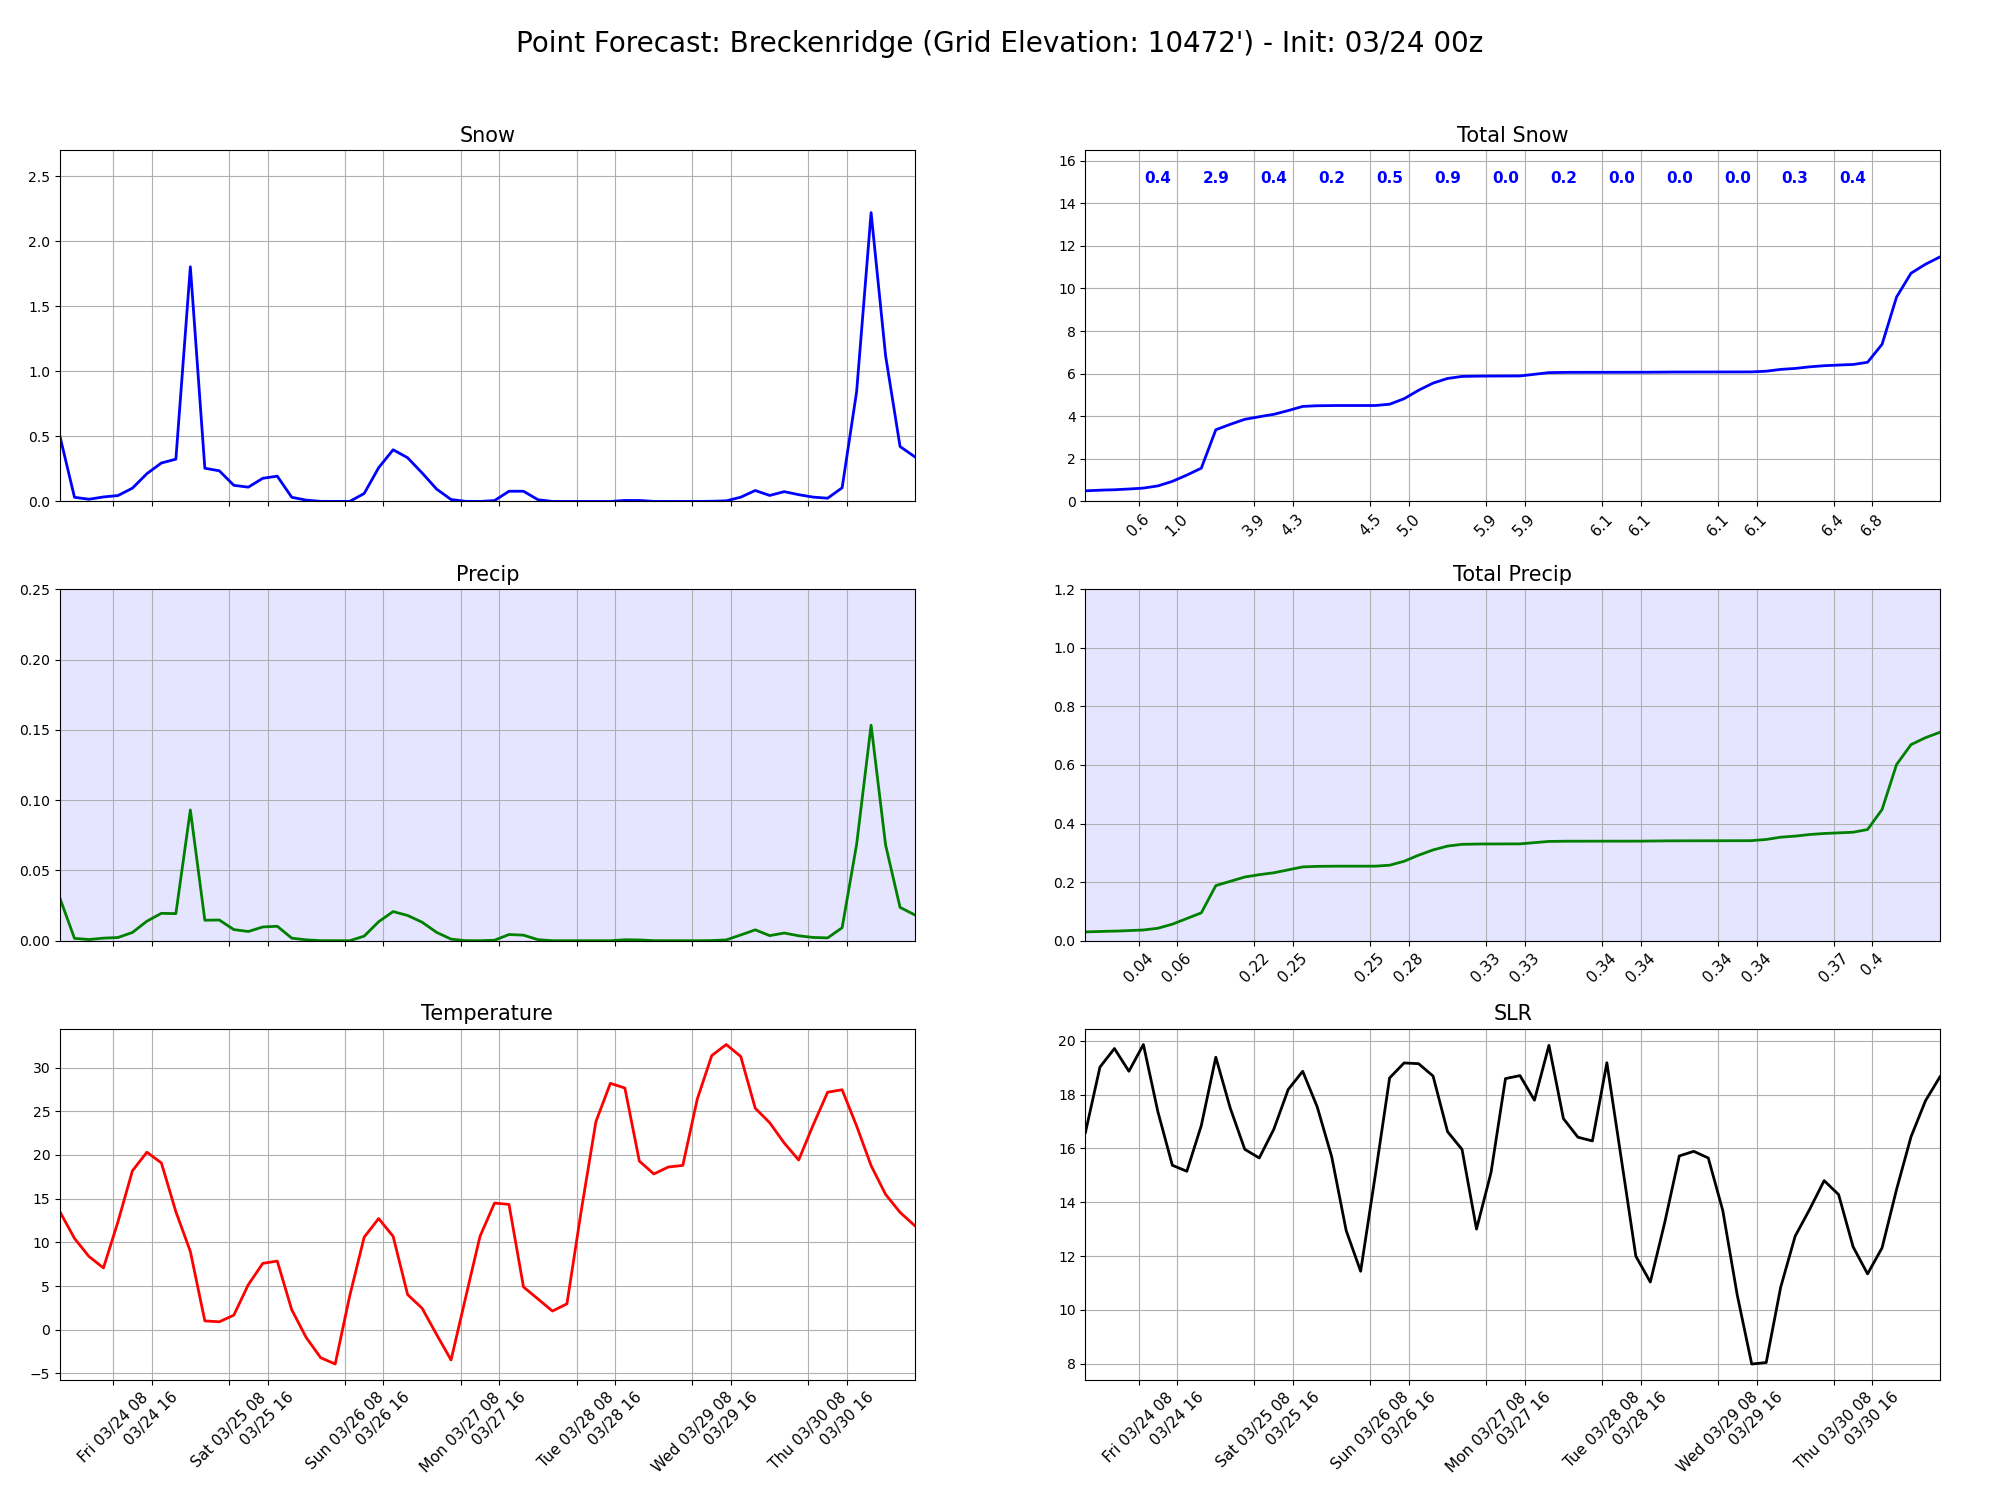 Point Forecast: Breckenridge (Grid Elevation: 10472') - Init: 03/24 00z
Snow
2.5
2.0
1.5
1.0
0.5
0.0
Total Snow
16
14
12
10
8
6
4
2
0
0.4 2.9 0.4 0.2 0.5 0.9 0.0 0.2 0.0 0.0 0.0 0.3 0.4
0.6 1.0 3.9 4.3 4.5 5.0 5.9 5.9 6.1 6.1 6.1 6.1 6.4 6.8
Precip
0.25
0.20
0.15
0.10
0.05
0.00
Total Precip
1.2
1.0
0.8
0.6
0.4
0.2
0.0
0.04 0.06 0.22 0.25 0.25 0.28 0.33 0.33 0.34 0.34 0.34 0.34 0.37 0.4
Temperature
30
25
20
15
10
5
0
−5
Fri 03/24 08
03/24 16
Sat 03/25 08
03/25 16
Sun 03/26 08
03/26 16
Mon 03/27 08
03/27 16
Tue 03/28 08
03/28 16
Wed 03/29 08
03/29 16
Thu 03/30 08
03/30 16
SLR
20
18
16
14
12
10
8
Fri 03/24 08
03/24 16
Sat 03/25 08
03/25 16
Sun 03/26 08
03/26 16
Mon 03/27 08
03/27 16
Tue 03/28 08
03/28 16
Wed 03/29 08
03/29 16
Thu 03/30 08
03/30 16